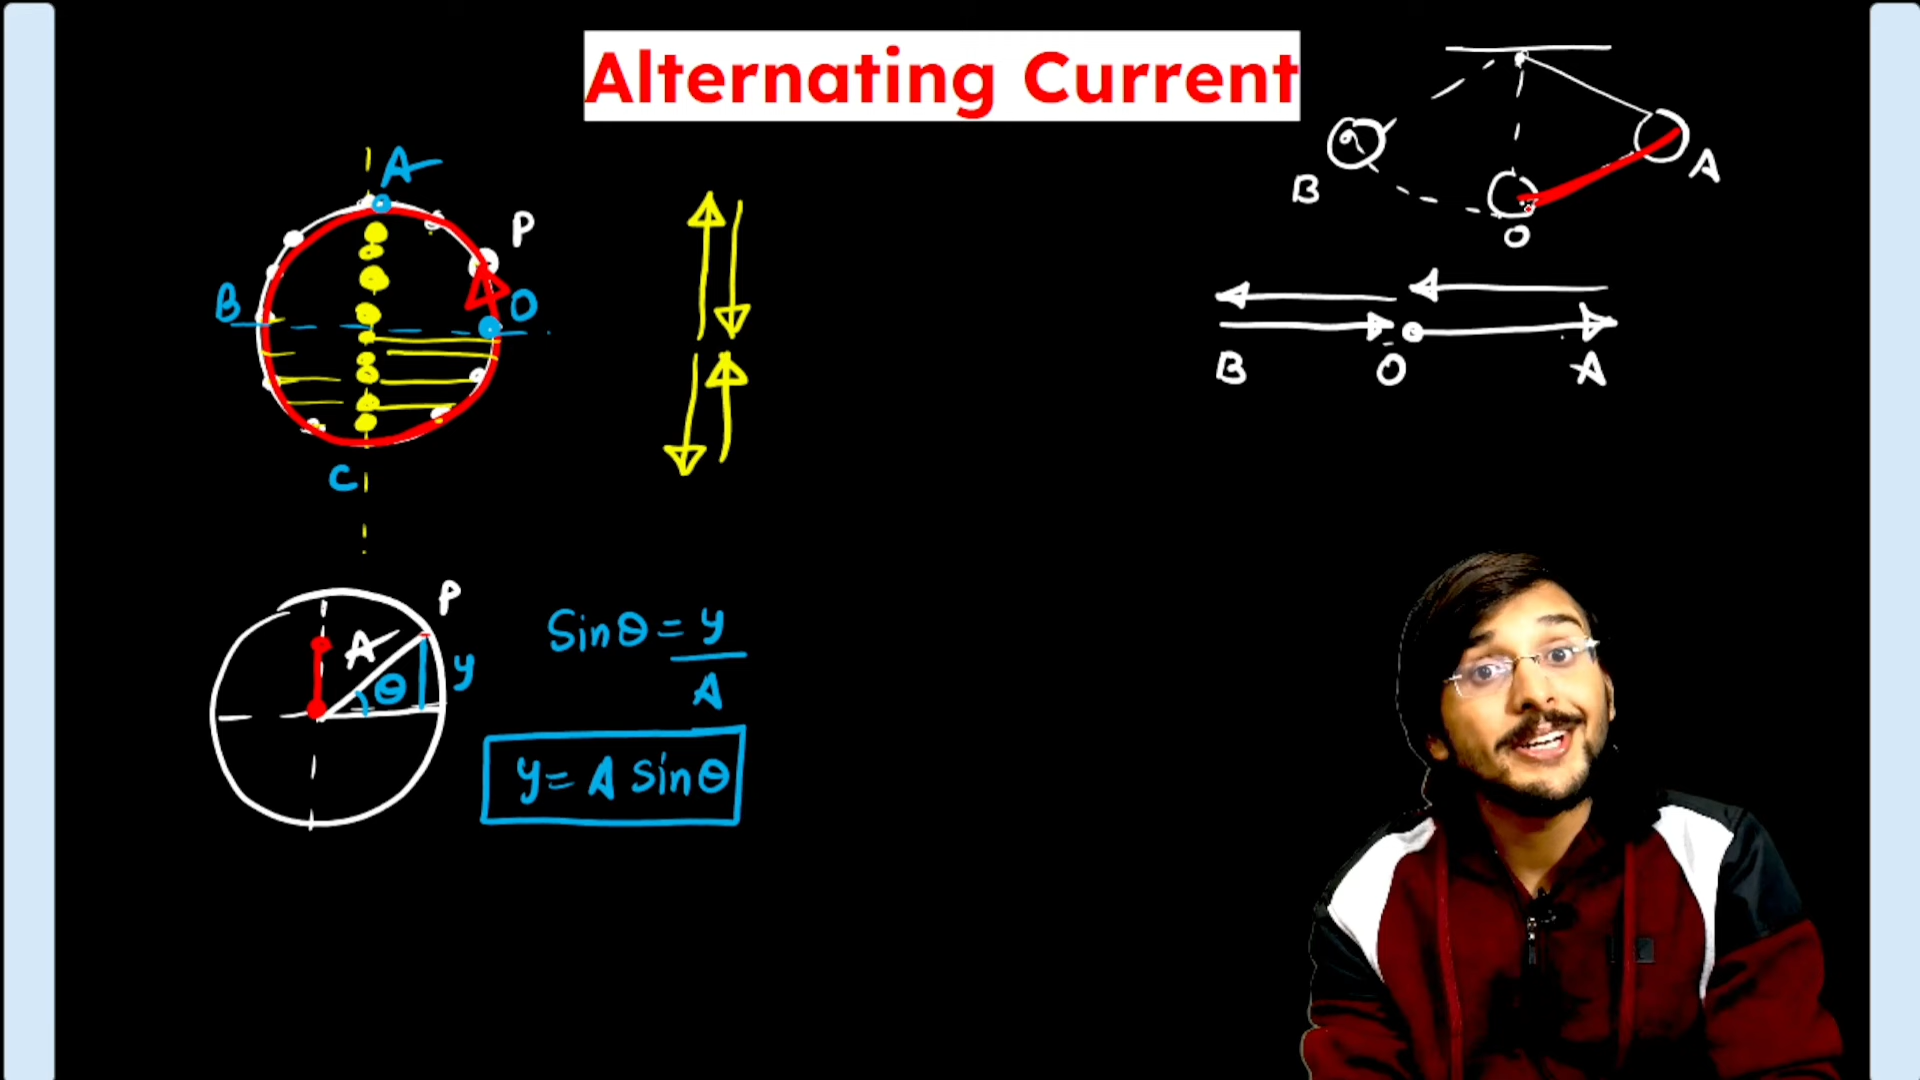 Alternating Current
A
P
B
O
C
B
A
O
B O A
P
A
θ
y
Sinθ = y
A
y = A sinθ